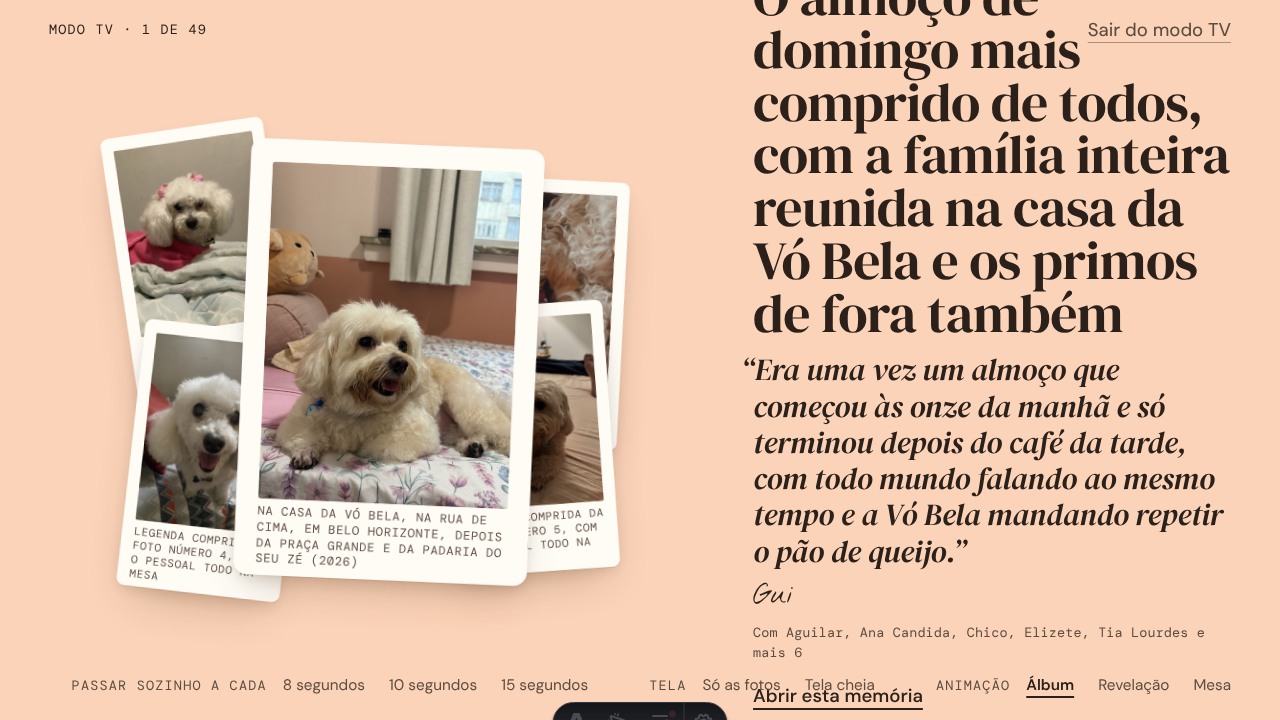 MODO TV · 1 DE 49
Sair do modo TV
O almoço de
domingo mais
comprido de todos,
com a família inteira
reunida na casa da
Vó Bela e os primos
de fora também
“Era uma vez um almoço que
começou às onze da manhã e só
terminou depois do café da tarde,
com todo mundo falando ao mesmo
tempo e a Vó Bela mandando repetir
o pão de queijo.”
Gui
Com Aguilar, Ana Candida, Chico, Elizete, Tia Lourdes e
mais 6
Abrir esta memória
NA CASA DA VÓ BELA, NA RUA DE
CIMA, EM BELO HORIZONTE, DEPOIS
DA PRAÇA GRANDE E DA PADARIA DO
SEU ZÉ (2026)
LEGENDA
FOTO NÚMERO 4,
O PESSOAL TODO
MESA
DA
5, COM
TODO NA
PASSAR SOZINHO A CADA 8 segundos 10 segundos 15 segundos TELA Só as fotos Tela cheia ANIMAÇÃO Álbum Revelação Mesa